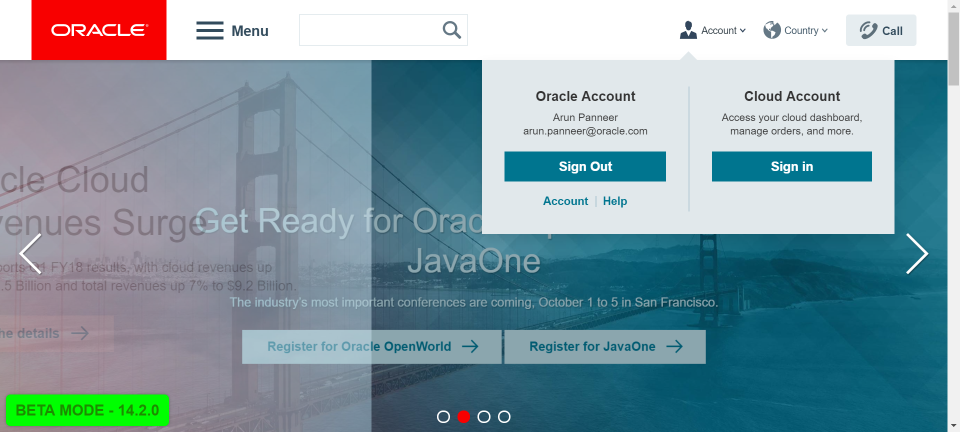 ORACLE
Menu
Account
Country
Call
Oracle Account
Arun Panneer
arun.panneer@oracle.com
Sign Out
Account | Help
Cloud Account
Access your cloud dashboard,
manage orders, and more.
Sign in
cle Cloud
venues Surge
ports Q1 FY18 results, with cloud revenues up
.5 Billion and total revenues up 7% to $9.2 Billion.
he details
Get Ready for Orac
JavaOne
The industry's most important conferences are coming, October 1 to 5 in San Francisco.
Register for Oracle OpenWorld
Register for JavaOne
BETA MODE - 14.2.0